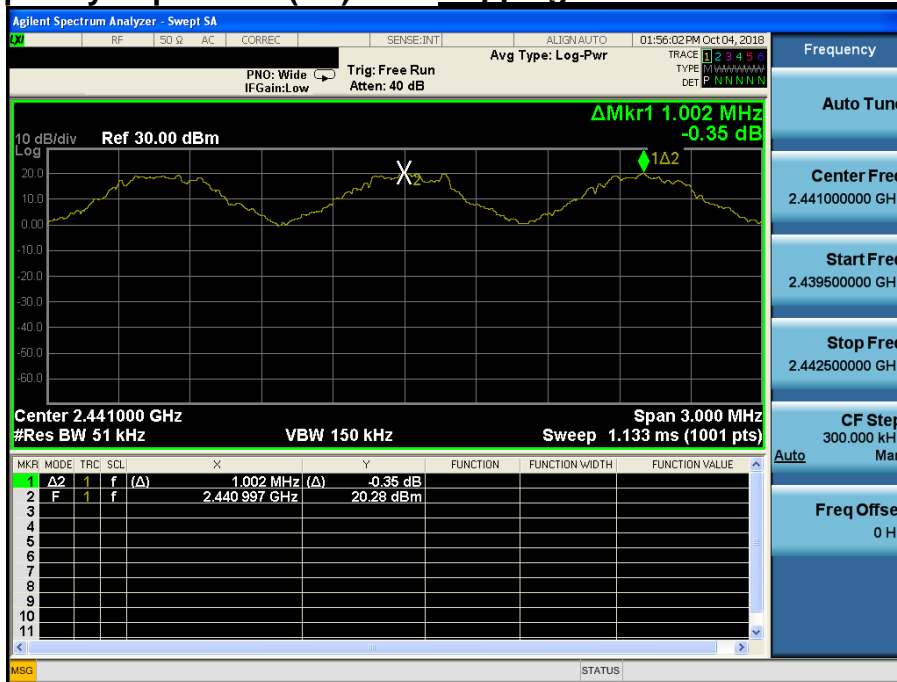 Agilent Spectrum Analyzer - Swept SA
LXI RF 50 Ω AC CORREC SENSE:INT ALIGN AUTO 01:56:02 PM Oct 04, 2018
Frequency
Avg Type: Log-Pwr
TRACE 1 2 3 4 5 6
TYPE M WWWWW
DET P N N N N N
PNO: Wide
IFGain:Low
Trig: Free Run
Atten: 40 dB
Auto Tune
ΔMkr1 1.002 MHz
-0.35 dB
10 dB/div Ref 30.00 dBm
Log
1Δ2
X2
20.0
10.0
0.00
-10.0
-20.0
-30.0
-40.0
-50.0
-60.0
Center Freq
2.441000000 GH
Start Freq
2.439500000 GH
Stop Freq
2.442500000 GH
Center 2.441000 GHz Span 3.000 MHz
#Res BW 51 kHz VBW 150 kHz Sweep 1.133 ms (1001 pts)
CF Step
300.000 kH
Auto Man
MKR MODE TRC SCL X Y FUNCTION FUNCTION WIDTH FUNCTION VALUE
1 Δ2 1 f (Δ) 1.002 MHz (Δ) -0.35 dB
2 F 1 f 2.440 997 GHz 20.28 dBm
3
4
5
6
7
8
9
10
11
Freq Offse
0 H
MSG STATUS